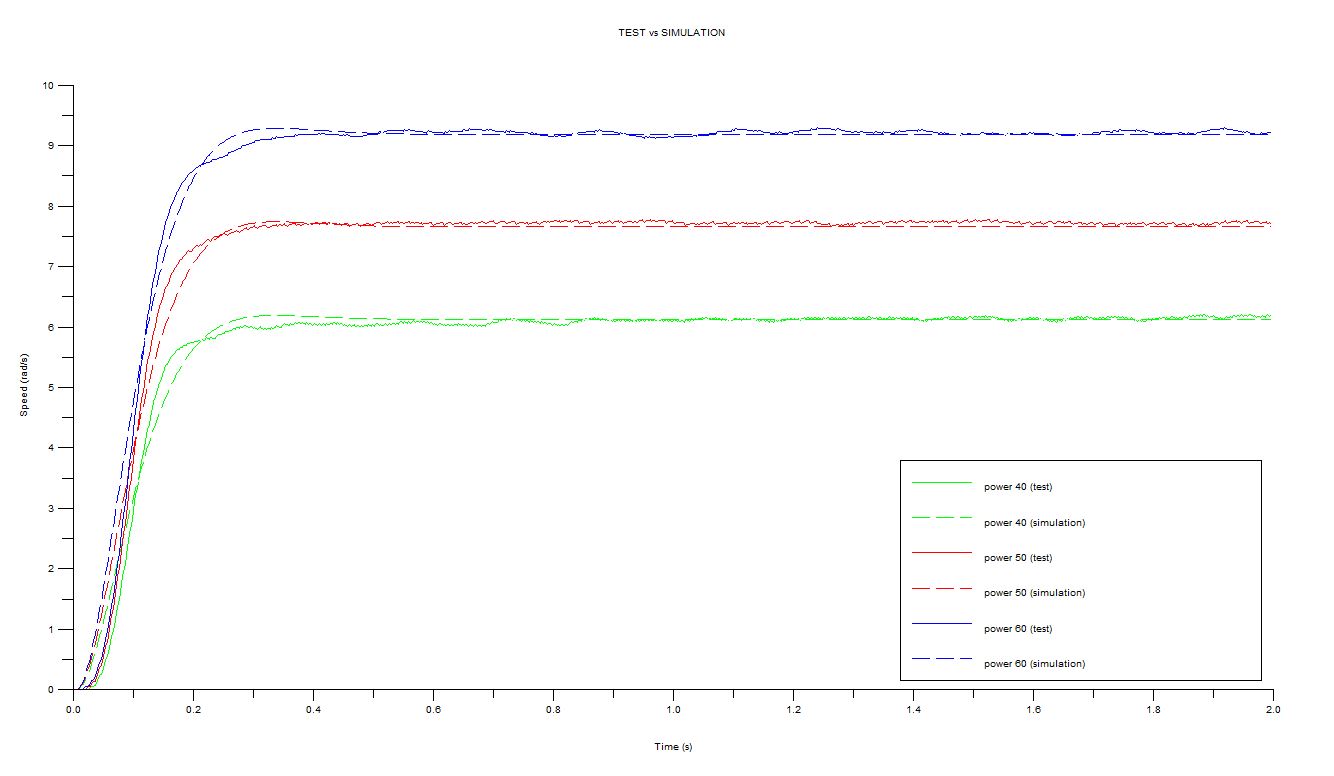 TEST vs SIMULATION
10
9
8
7
6
5
4
3
2
1
0
Speed (rad/s)
0.0 0.2 0.4 0.6 0.8 1.0 1.2 1.4 1.6 1.8 2.0
Time (s)
power 40 (test)
power 40 (simulation)
power 50 (test)
power 50 (simulation)
power 60 (test)
power 60 (simulation)